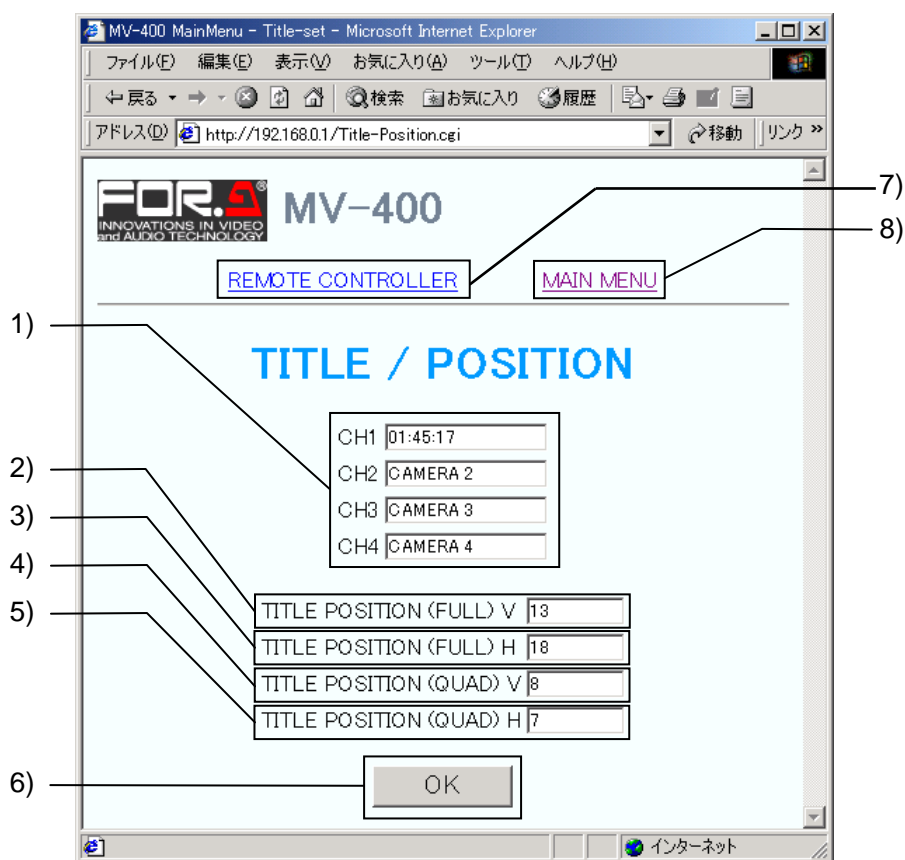 MV-400 MainMenu - Title-set - Microsoft Internet Explorer
ファイル(F) 編集(E) 表示(V) お気に入り(A) ツール(T) ヘルプ(H)
戻る 検索 お気に入り 履歴
アドレス(D) http://192.168.0.1/Title-Position.cgi 移動 リンク »
FOR.A® MV-400
INNOVATIONS IN VIDEO
and AUDIO TECHNOLOGY
7)
8)
REMOTE CONTROLLER MAIN MENU
1)
TITLE / POSITION
CH1 01:45:17
2) CH2 CAMERA 2
3) CH3 CAMERA 3
CH4 CAMERA 4
4)
5) TITLE POSITION (FULL) V 13
TITLE POSITION (FULL) H 18
TITLE POSITION (QUAD) V 8
TITLE POSITION (QUAD) H 7
6) OK
インターネット